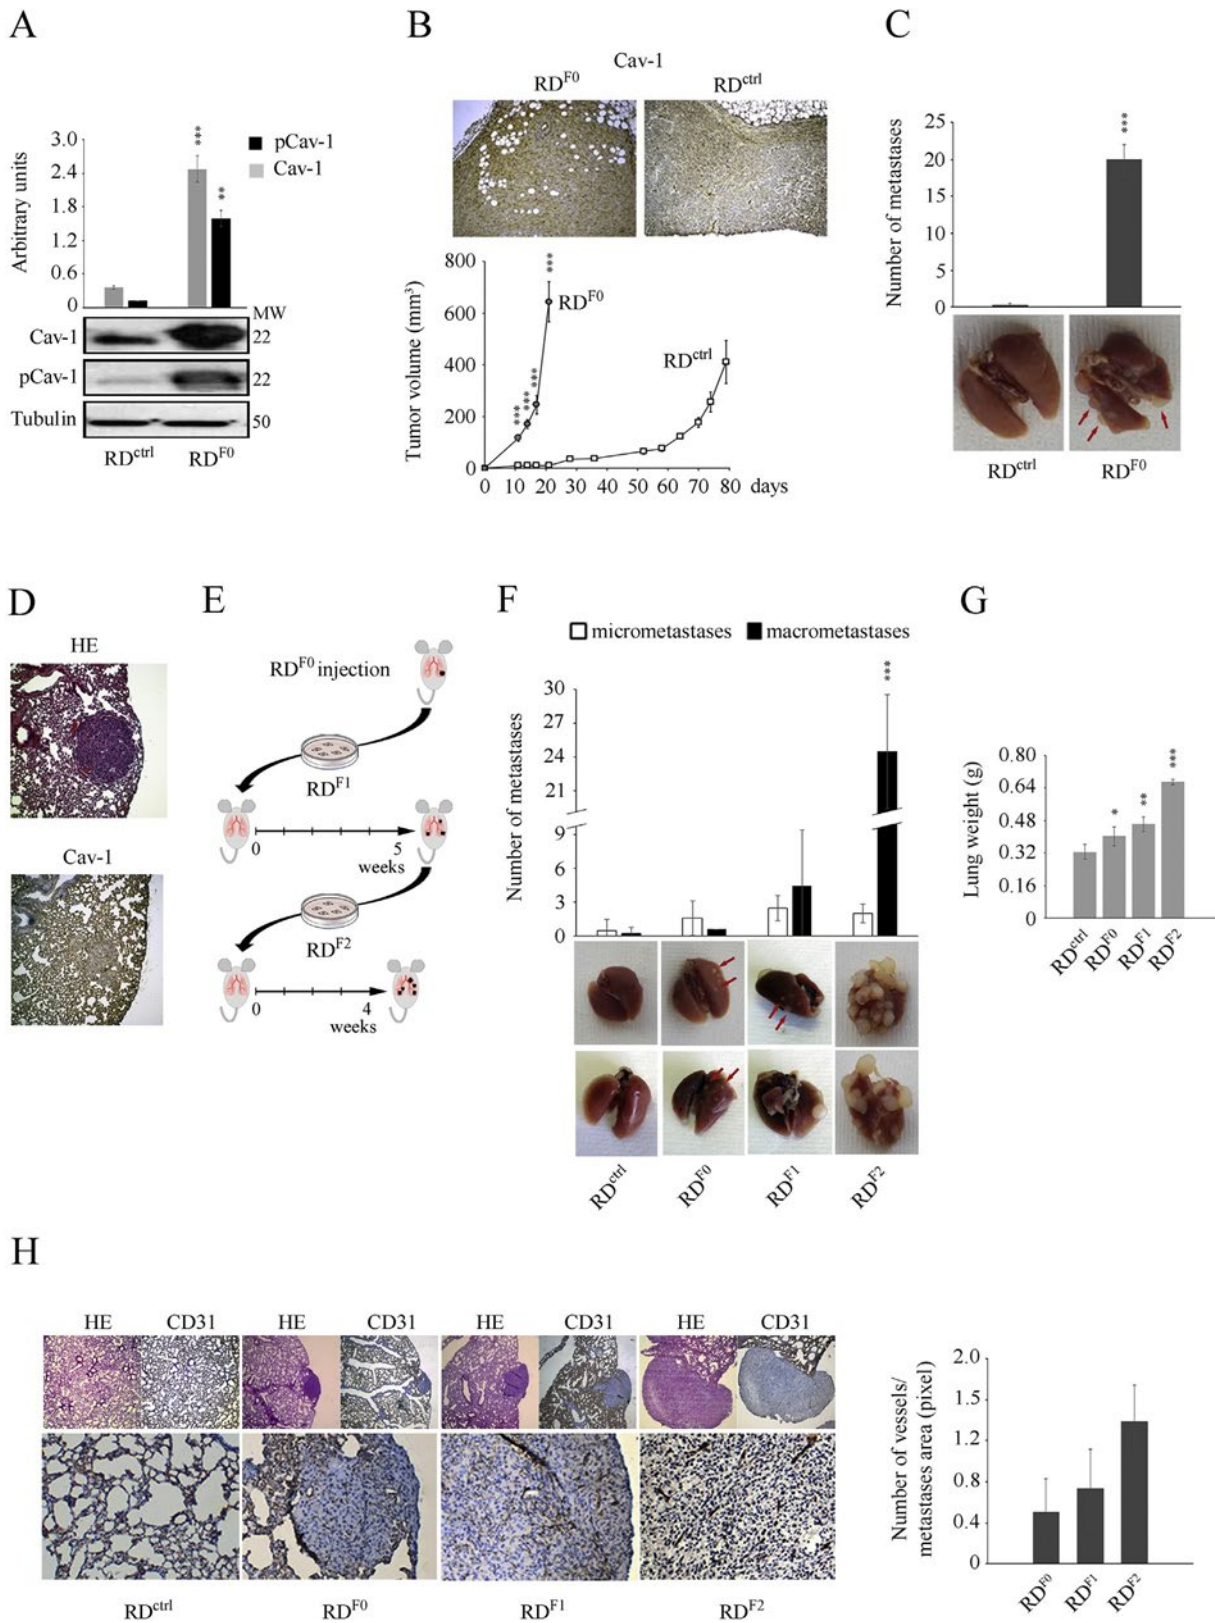 A
3.0
2.4
1.8
1.2
0.6
0
Arbitrary units
***
**
pCav-1
Cav-1
MW
Cav-1
22
pCav-1
22
Tubulin
50
RDctrl
RDF0
B
Cav-1
RDF0
RDctrl
800
600
400
200
0
Tumor volume (mm3)
***
***
***
***
RDF0
RDctrl
0 10 20 30 40 50 60 70 80 days
C
25
20
15
10
5
0
Number of metastases
***
RDctrl
RDF0
D
HE
Cav-1
E
RDF0 injection
RDF1
0
5
weeks
RDF2
0
4
weeks
F
micrometastases
macrometastases
30
27
24
21
9
6
3
0
Number of metastases
***
RDctrl
RDF0
RDF1
RDF2
G
0.80
0.64
0.48
0.32
0.16
0
Lung weight (g)
*
**
***
RDctrl
RDF0
RDF1
RDF2
H
HE
CD31
HE
CD31
HE
CD31
HE
CD31
RDctrl
RDF0
RDF1
RDF2
2.0
1.5
1.2
0.8
0.4
0
Number of vessels/
metastases area (pixel)
RDF0
RDF1
RDF2